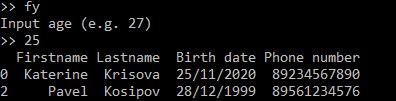 >> fy
Input age (e.g. 27)
>> 25
Firstname Lastname Birth date Phone number
0 Katerine Krisova 25/11/2020 89234567890
2 Pavel Kosipov 28/12/1999 89561234576